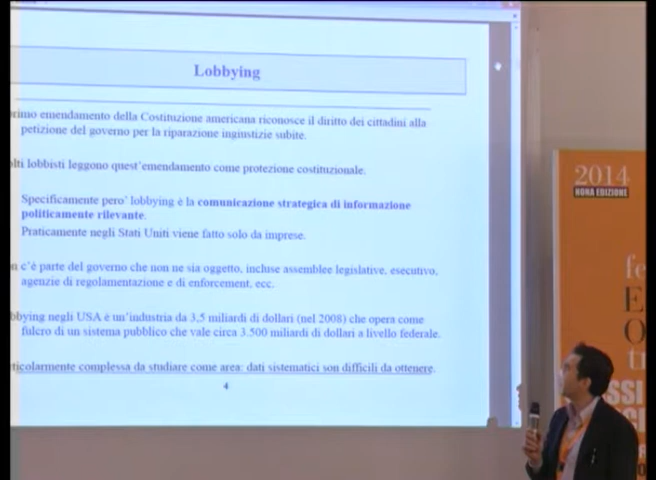 Lobbying
rimo emendamento della Costituzione americana riconosce il diritto dei cittadini alla
petizione del governo per la riparazione ingiustizie subite.
lti lobbisti leggono quest'emendamento come protezione costituzionale.
Specificamente pero' lobbying è la comunicazione strategica di informazione
politicamente rilevante.
Praticamente negli Stati Uniti viene fatto solo da imprese.
n c'è parte del governo che non ne sia oggetto, incluse assemblee legislative, esecutivo,
agenzie di regolamentazione e di enforcement, ecc.
bbying negli USA è un'industria da 3,5 miliardi di dollari (nel 2008) che opera come
fulcro di un sistema pubblico che vale circa 3.500 miliardi di dollari a livello federale.
ticolarmente complessa da studiare come area: dati sistematici son difficili da ottenere.
4
2014
NONA EDIZIONE
fe
E
O
t
SSI